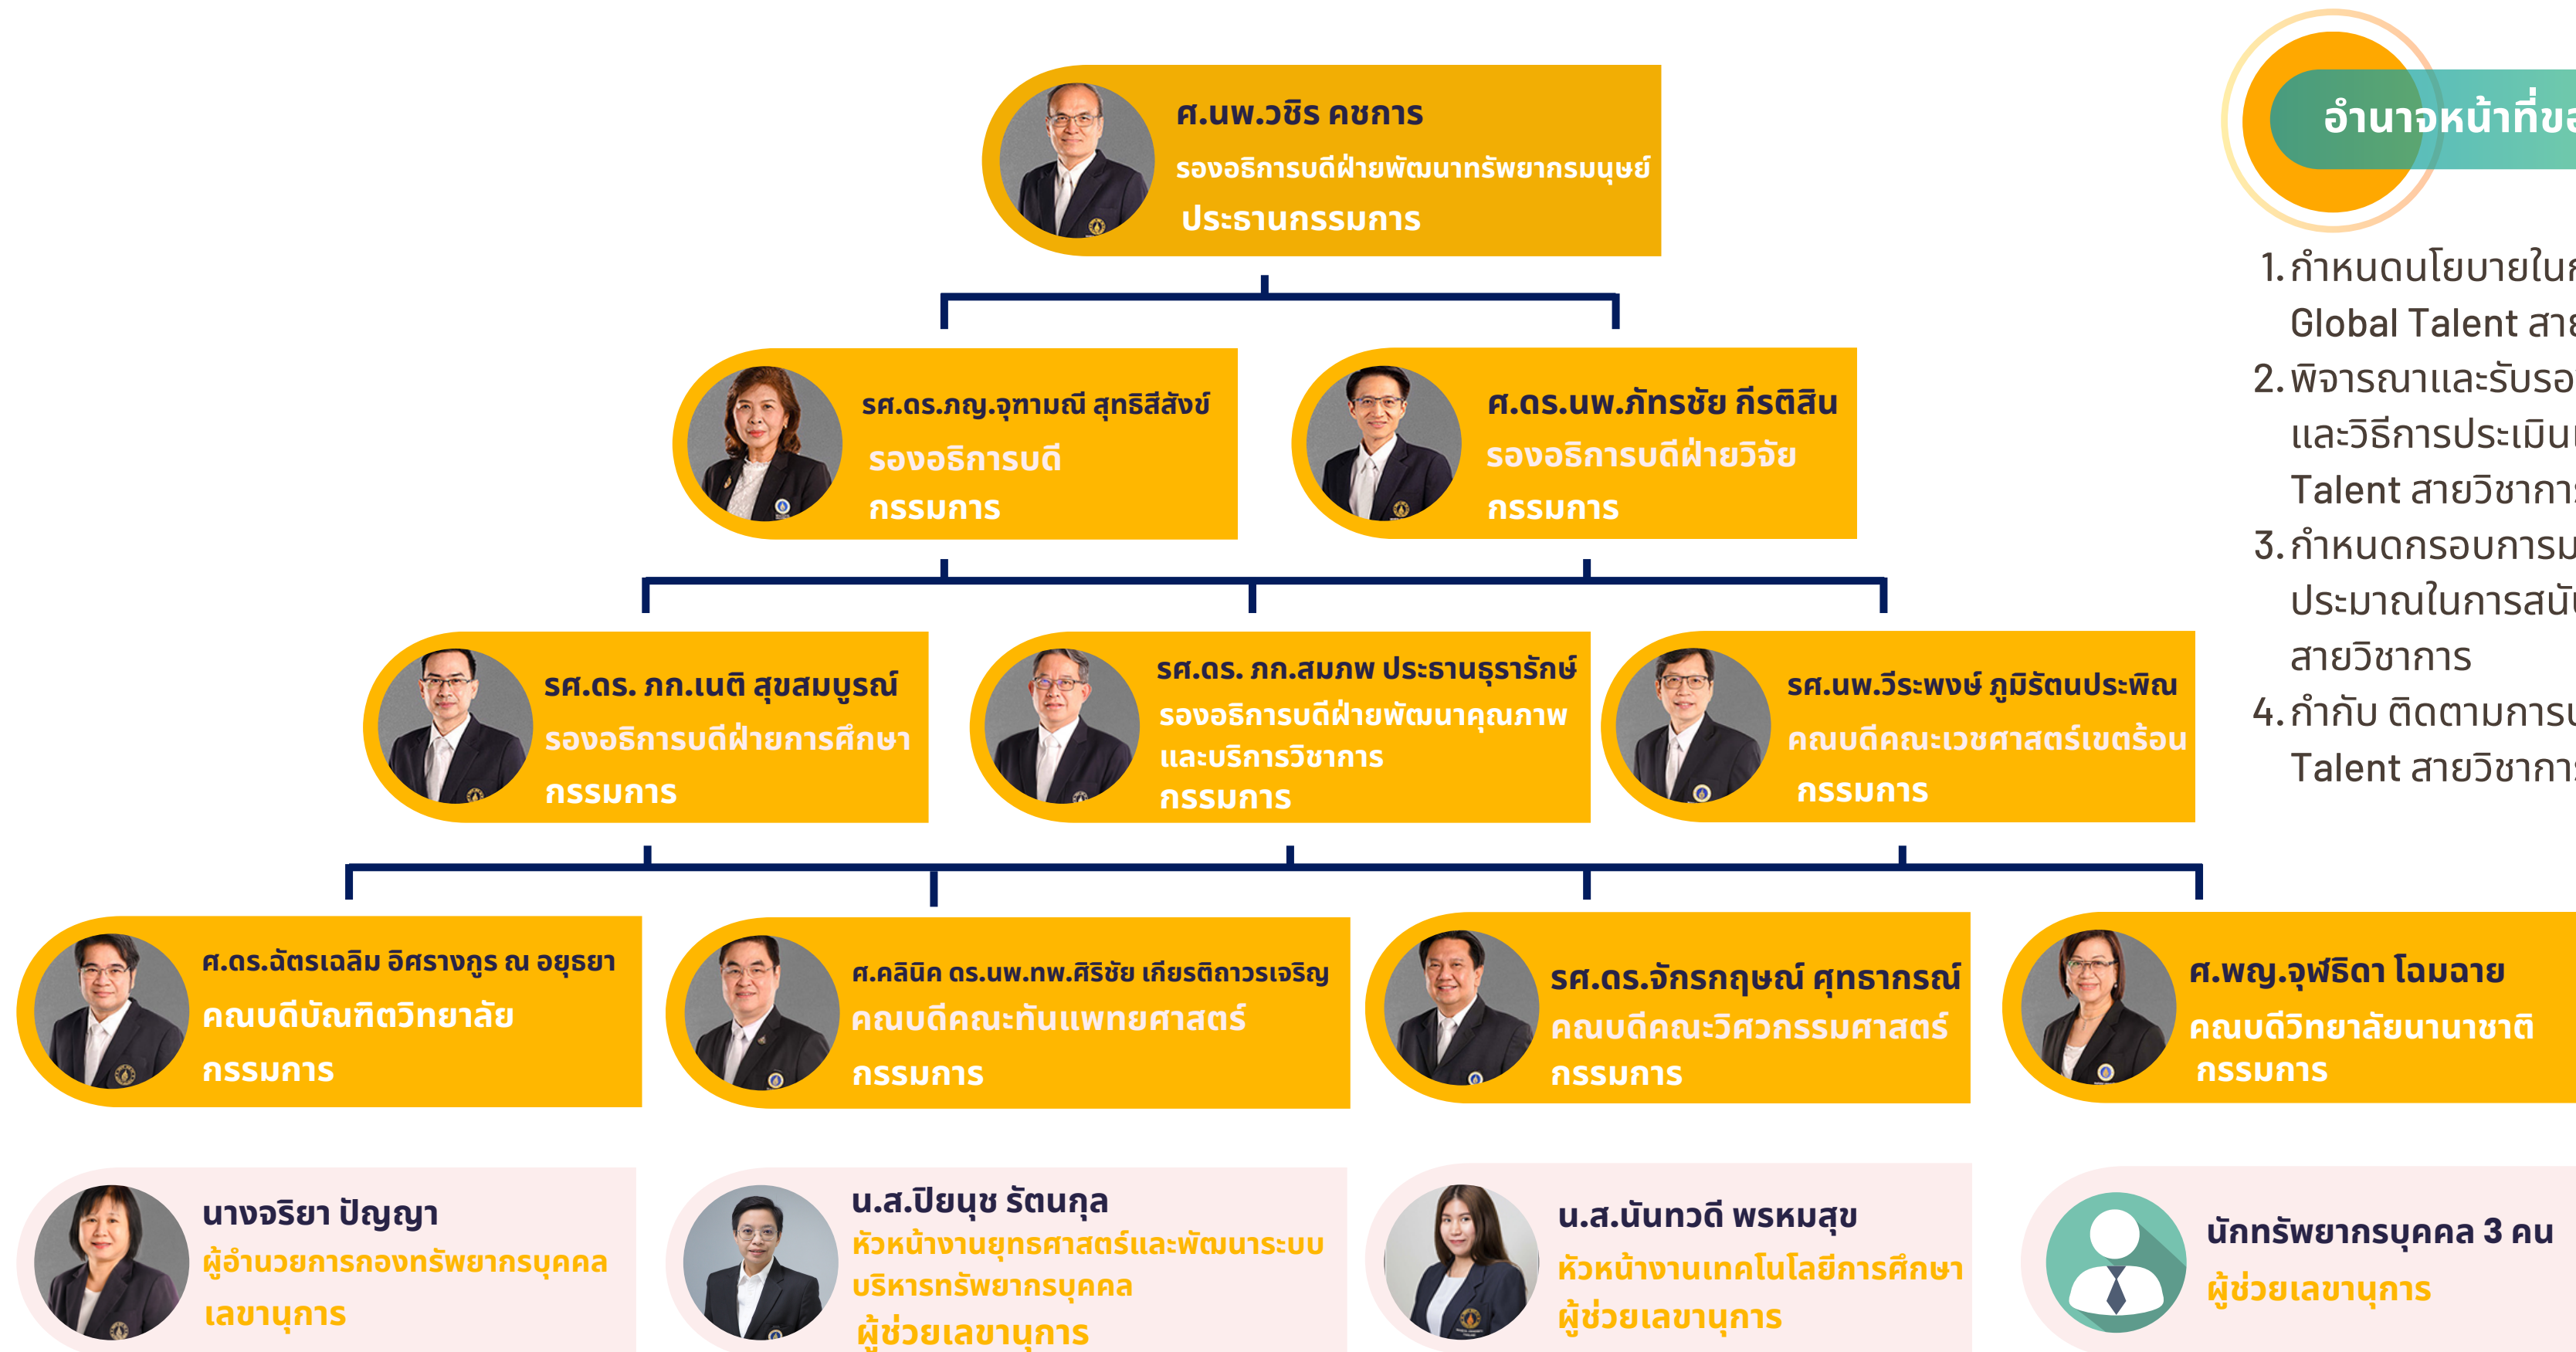 ศ.นพ.วชิร คชการ
รองอธิการบดีฝ่ายพัฒนาทรัพยากรมนุษย์
ประธานกรรมการ
รศ.ดร.ภญ.จุฑามณี สุทธิสีสังข์
รองอธิการบดี
กรรมการ
ศ.ดร.นพ.ภัทรชัย กีรติสิน
รองอธิการบดีฝ่ายวิจัย
กรรมการ
รศ.ดร. ภก.เนติ สุขสมบูรณ์
รองอธิการบดีฝ่ายการศึกษา
กรรมการ
รศ.ดร. ภก.สมภพ ประธานธุรารักษ์
รองอธิการบดีฝ่ายพัฒนาคุณภาพ
และบริการวิชาการ
กรรมการ
รศ.นพ.วีระพงษ์ ภูมิรัตนประพิณ
คณบดีคณะเวชศาสตร์เขตร้อน
กรรมการ
ศ.ดร.ฉัตรเฉลิม อิศรางกูร ณ อยุธยา
คณบดีบัณฑิตวิทยาลัย
กรรมการ
ศ.คลินิค ดร.นพ.ทพ.ศิริชัย เกียรติถาวรเจริญ
คณบดีคณะทันแพทยศาสตร์
กรรมการ
รศ.ดร.จักรกฤษณ์ ศุทธากรณ์
คณบดีคณะวิศวกรรมศาสตร์
กรรมการ
ศ.พญ.จุฬธิดา โฉมฉาย
คณบดีวิทยาลัยนานาชาติ
กรรมการ
นางจริยา ปัญญา
ผู้อำนวยการกองทรัพยากรบุคคล
เลขานุการ
น.ส.ปิยนุช รัตนกุล
หัวหน้างานยุทธศาสตร์และพัฒนาระบบ
บริหารทรัพยากรบุคคล
ผู้ช่วยเลขานุการ
น.ส.นันทวดี พรหมสุข
หัวหน้างานเทคโนโลยีการศึกษา
ผู้ช่วยเลขานุการ
นักทรัพยากรบุคคล 3 คน
ผู้ช่วยเลขานุการ
อำนาจหน้าที่
1. กำหนดนโยบายใน
Global Talent
2. พิจารณาและรับรอ
และวิธีการประเมิน
Talent สายวิชากา
3. กำหนดกรอบการ
ประมาณในการสนั
สายวิชาการ
4. กำกับ ติดตามการ
Talent สายวิชากา